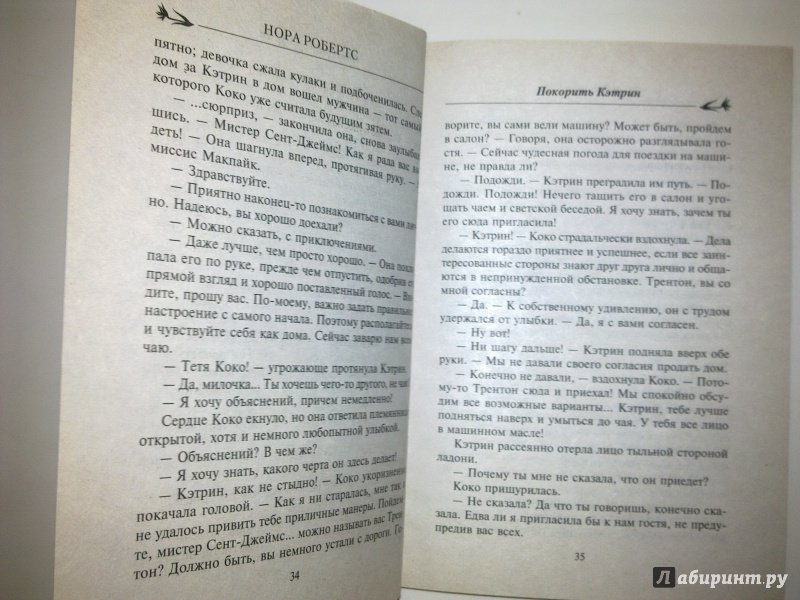 НОРА РОБЕРТС
пятно; девочка сжала кулаки и подбоченилась.
дом за Кэтрин в дом вошел мужчина — тот самый
которого Коко уже считала будущим зятем.
— ...сюрприз, — закончила она, снова
шись. — Мистер Сент-Джеймс! Как я рада вас
деть! — Она шагнула вперед, протягивая руку. —
миссис Макпайк.
— Здравствуйте.
— Приятно наконец-то познакомиться с вами
но. Надеюсь, вы хорошо доехали?
— Можно сказать, с приключениями.
— Даже лучше, чем просто хорошо. — Она
пала его по руке, прежде чем отпустить, одобрив
прямой взгляд и хорошо поставленный голос. —
дите, прошу вас. По-моему, важно задать
настроение с самого начала. Поэтому
и чувствуйте себя как дома. Сейчас заварю нам
чаю.
— Тетя Коко! — угрожающе протянула Кэтрин.
— Да, милочка... Ты хочешь чего-то другого, не
— Я хочу объяснений, причем немедленно!
Сердце Коко екнуло, но она ответила
открытой, хотя и немного любопытной улыбкой.
— Объяснений? В чем же?
— Я хочу знать, какого черта он здесь делает!
— Кэтрин, как не стыдно! — Коко
покачала головой. — Как я ни старалась, мне так
не удалось привить тебе приличные манеры.
те, мистер Сент-Джеймс... можно называть вас
тон? Должно быть, вы немного устали с дороги. Го-
34
Покорить Кэтрин
ворите, вы сами вели машину? Может быть, пройдем
в салон? — Говоря, она осторожно разглядывала го-
стя. — Сейчас чудесная погода для поездки на маши-
не, не правда ли?
— Подожди. — Кэтрин преградила им путь. — По-
дожди. Подожди! Нечего тащить его в салон и уго-
щать чаем и светской беседой. Я хочу знать, зачем ты
его сюда пригласила!
— Кэтрин! — Коко страдальчески вздохнула. — Дела
делаются гораздо приятнее и успешнее, если все заин-
тересованные стороны знают друг друга лично и обща-
ются в непринужденной обстановке. Трентон, вы со
мной согласны?
— Да. — К собственному удивлению, он с трудом
удержался от улыбки. — Да, я с вами согласен.
— Ну вот!
— Ни шагу дальше! — Кэтрин подняла вверх обе
руки. — Мы не давали своего согласия продать дом.
— Конечно не давали, — вздохнула Коко. — Пото-
му-то Трентон сюда и приехал! Мы спокойно обсу-
дим все возможные варианты... Кэтрин, тебе лучше
подняться наверх и умыться до чая. У тебя все лицо
в машинном масле!
Кэтрин рассеянно отерла лицо тыльной стороной
ладони.
— Почему ты мне не сказала, что он приедет?
Коко прищурилась.
— Не сказала? Да что ты говоришь, конечно ска-
зала. Едва ли я пригласила бы к нам гостя, не преду-
предив вас всех.
35
Лабиринт.ру